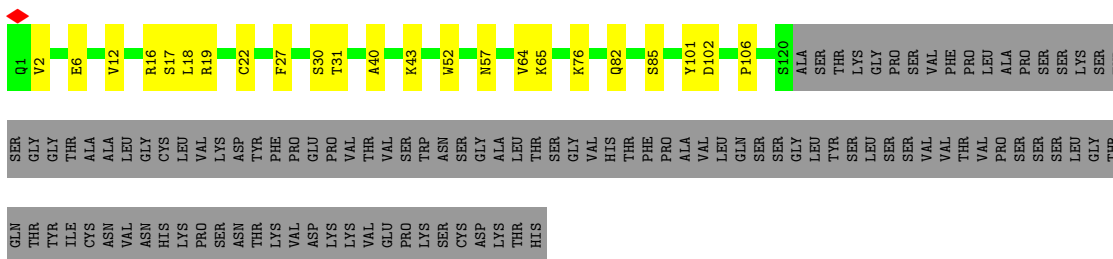 Q1 V2 E6 V12 R16 S17 L18 R19 C22 F27 S30 T31 A40 K43 W52 N57 V64 K65 K76 Q82 S85 Y101 D102 P106 S120 ALA SER THR LYS GLY PRO SER VAL PHE PRO LEU ALA PRO SER SER LYS SER
SER GLY GLY THR ALA ALA LEU GLY CYS LEU VAL LYS ASP TYR PHE PRO GLU PRO VAL THR VAL SER TRP ASN SER GLY ALA LEU THR SER GLY VAL HIS THR PHE PRO ALA VAL LEU GLN SER SER GLY LEU TYR SER LEU SER SER VAL VAL THR VAL PRO SER SER SER LEU GLY THR
GLN THR TYR ILE CYS ASN VAL ASN HIS LYS PRO SER ASN THR LYS VAL ASP LYS LYS VAL GLU PRO LYS SER CYS ASP LYS THR HIS